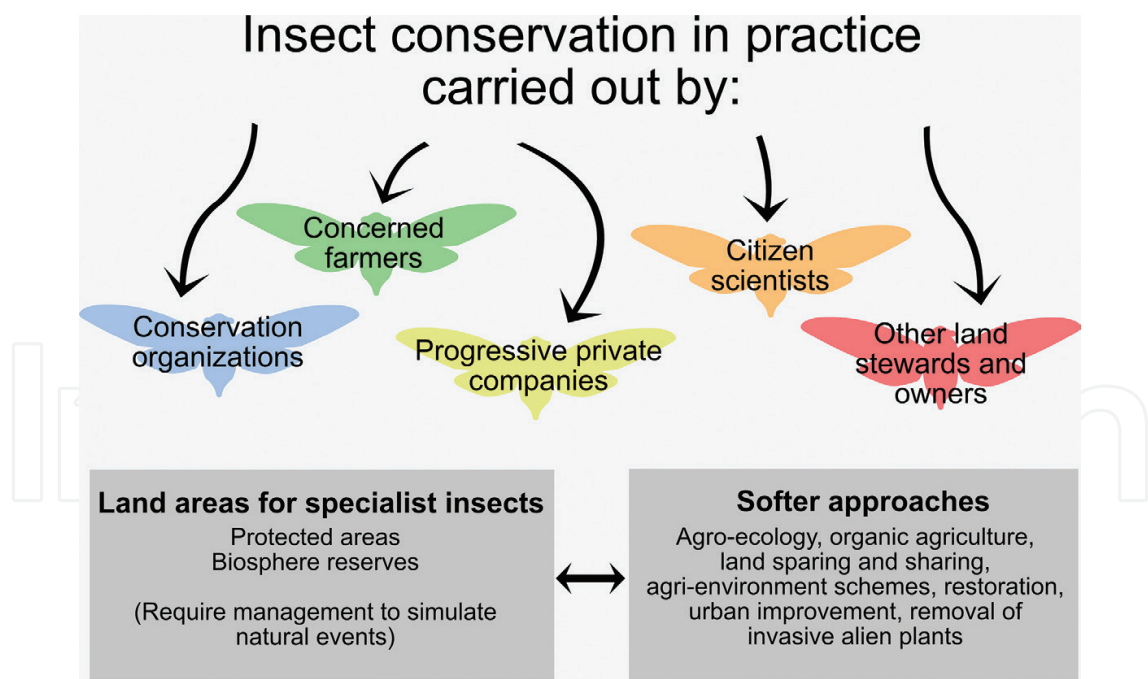 Insect conservation in practice
carried out by:
Concerned
farmers
Citizen
scientists
Conservation
organizations
Progressive private
companies
Other land
stewards and
owners
Land areas for specialist insects
Protected areas
Biosphere reserves
(Require management to simulate
natural events)
Softer approaches
Agro-ecology, organic agriculture,
land sparing and sharing,
agri-environment schemes, restoration,
urban improvement, removal of
invasive alien plants